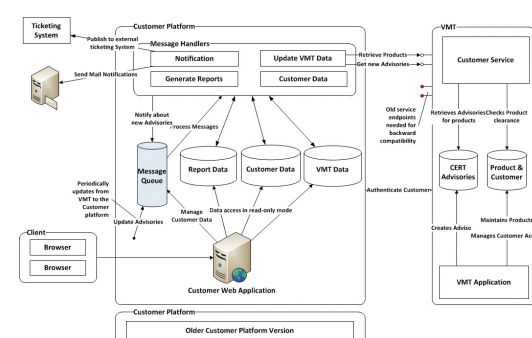 Ticketing
System
Publish to external
ticketing System
Send Mail Notifications
Customer Platform
Message Handlers
Notification
Update VMT Data
Generate Reports
Customer Data
Retrieve Products
Get new Advisories
VMT
Customer Service
Old service
endpoints
needed for
backward
compatibility
Retrieves Advisories
for products
Checks Product
clearance
Notify about
new Advisories
Process Messages
Message
Queue
Report Data
Customer Data
VMT Data
CERT
Advisories
Product &
Customer
Periodically
updates from
VMT to the
Customer
platform
Update Advisories
Manage
Customer Data
Data access in read-only mode
Authenticate Customer
Client
Browser
Browser
Customer Web Application
Creates Adviso
Maintains Products
Manages Customer Acc
VMT Application
Customer Platform
Older Customer Platform Version